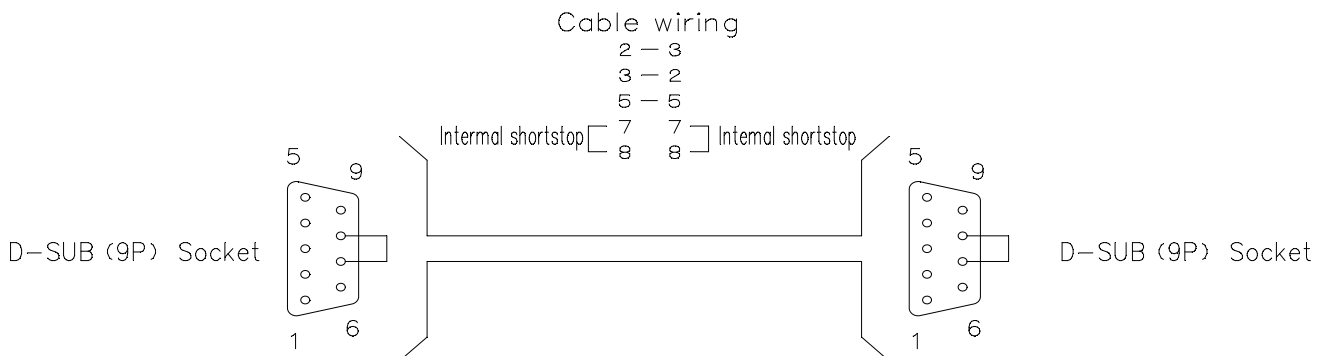 Cable wiring
2 — 3
3 — 2
5 — 5
Intermal shortstop 7 7 Internal shortstop
8 8
5 9 5 9
D-SUB (9P) Socket D-SUB (9P) Socket
1 6 1 6